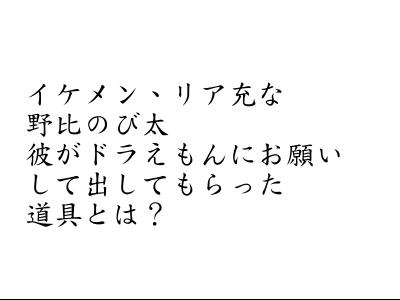 イケメン、リア充な
野比のび太
彼がドラえもんにお願い
して出してもらった
道具とは？